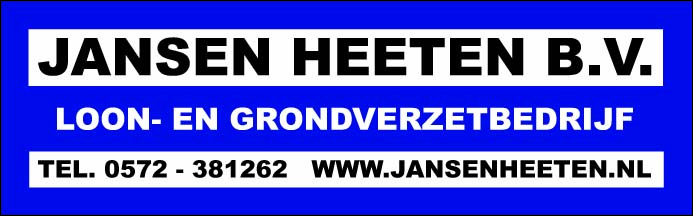 JANSEN HEETEN B.V.
LOON- EN GRONDVERZETBEDRIJF
TEL. 0572 - 381262 WWW.JANSENHEETEN.NL